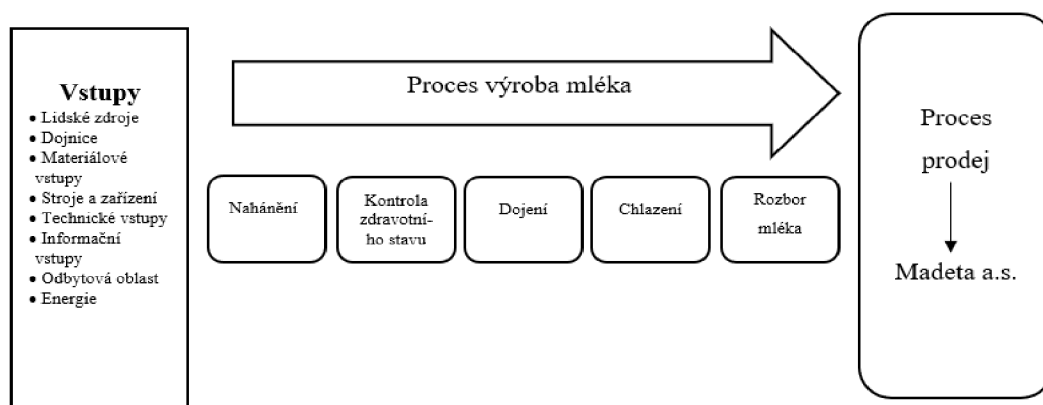 Vstupy
• Lidské zdroje
• Dojnice
• Materiálové
vstupy
• Stroje a zařízení
• Technické vstupy
• Informační
vstupy
• Odbytová oblast
• Energie
Proces výroba mléka
Nahánění
Kontrola
zdravotní-
ho stavu
Dojení
Chlazení
Rozbor
mléka
Proces
prodej
Madeta a.s.